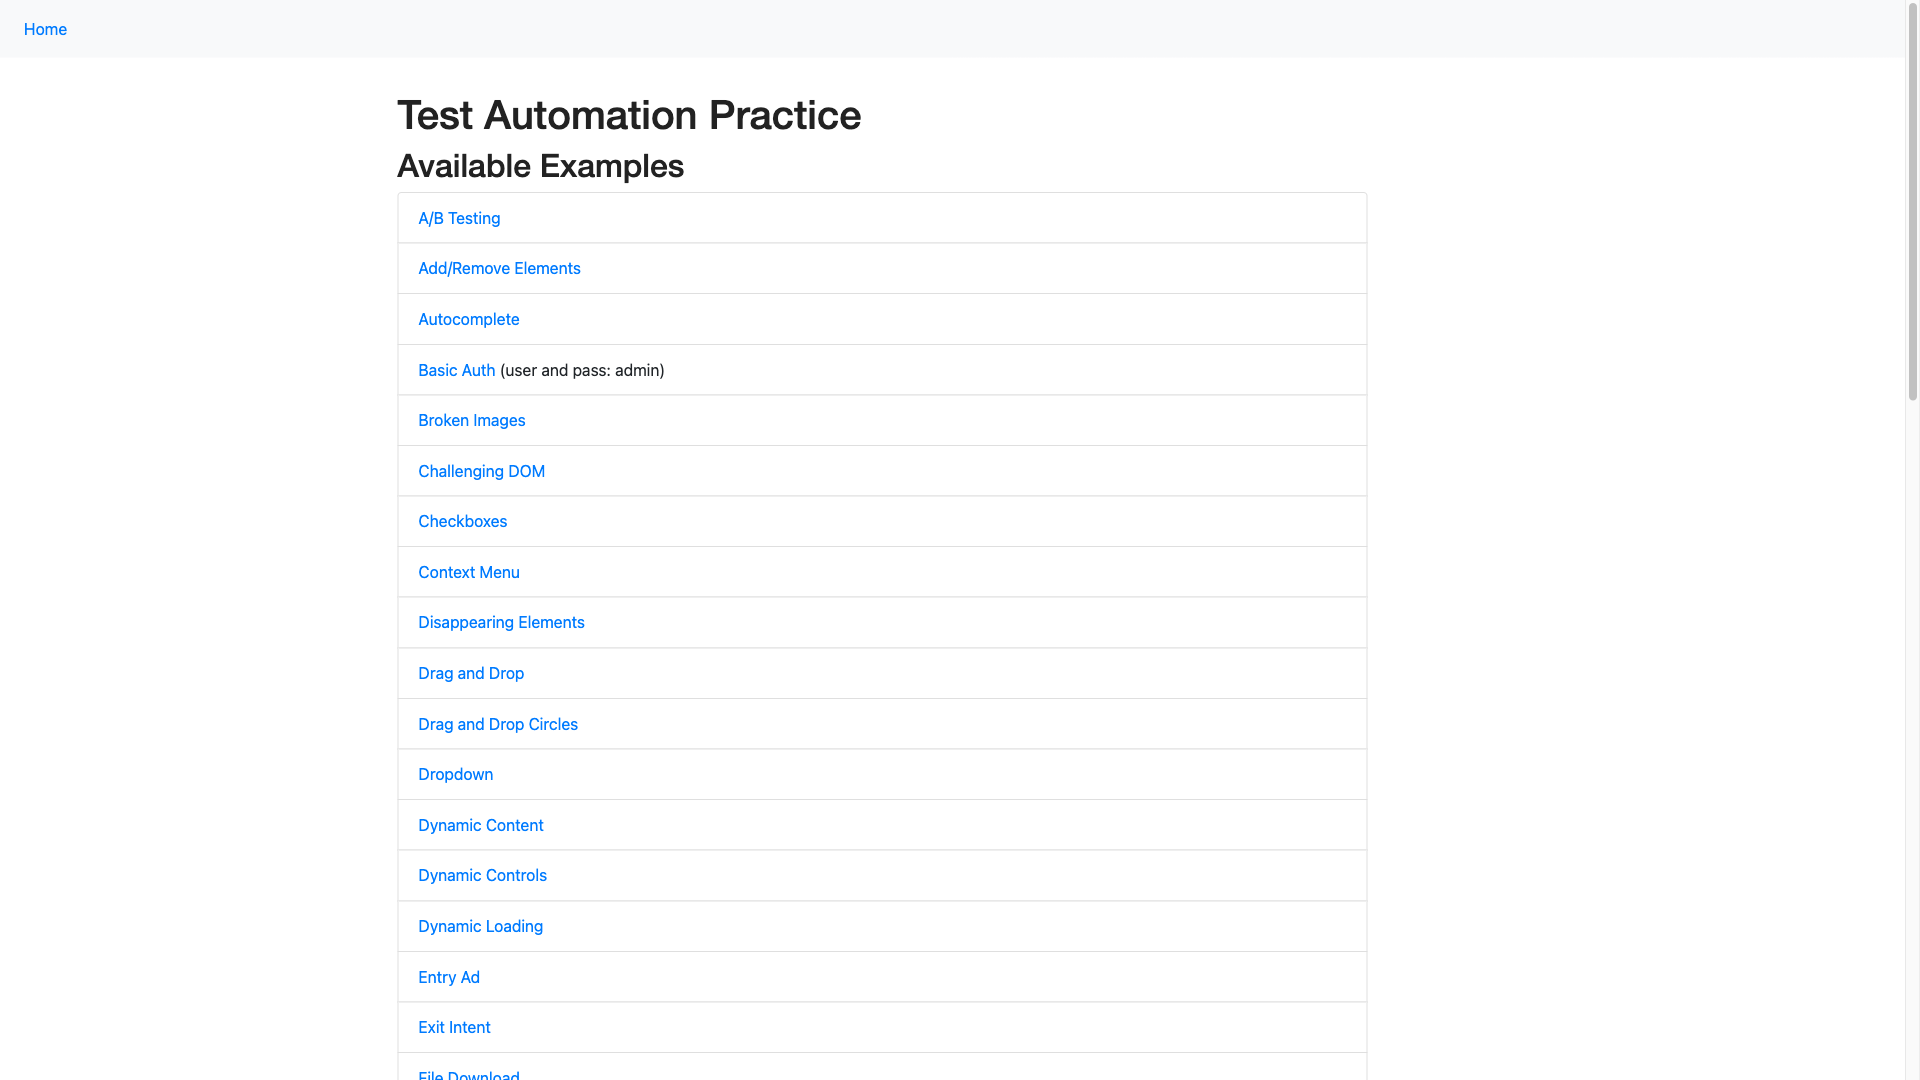 Home
Test Automation Practice
Available Examples
A/B Testing
Add/Remove Elements
Autocomplete
Basic Auth (user and pass: admin)
Broken Images
Challenging DOM
Checkboxes
Context Menu
Disappearing Elements
Drag and Drop
Drag and Drop Circles
Dropdown
Dynamic Content
Dynamic Controls
Dynamic Loading
Entry Ad
Exit Intent
File Download